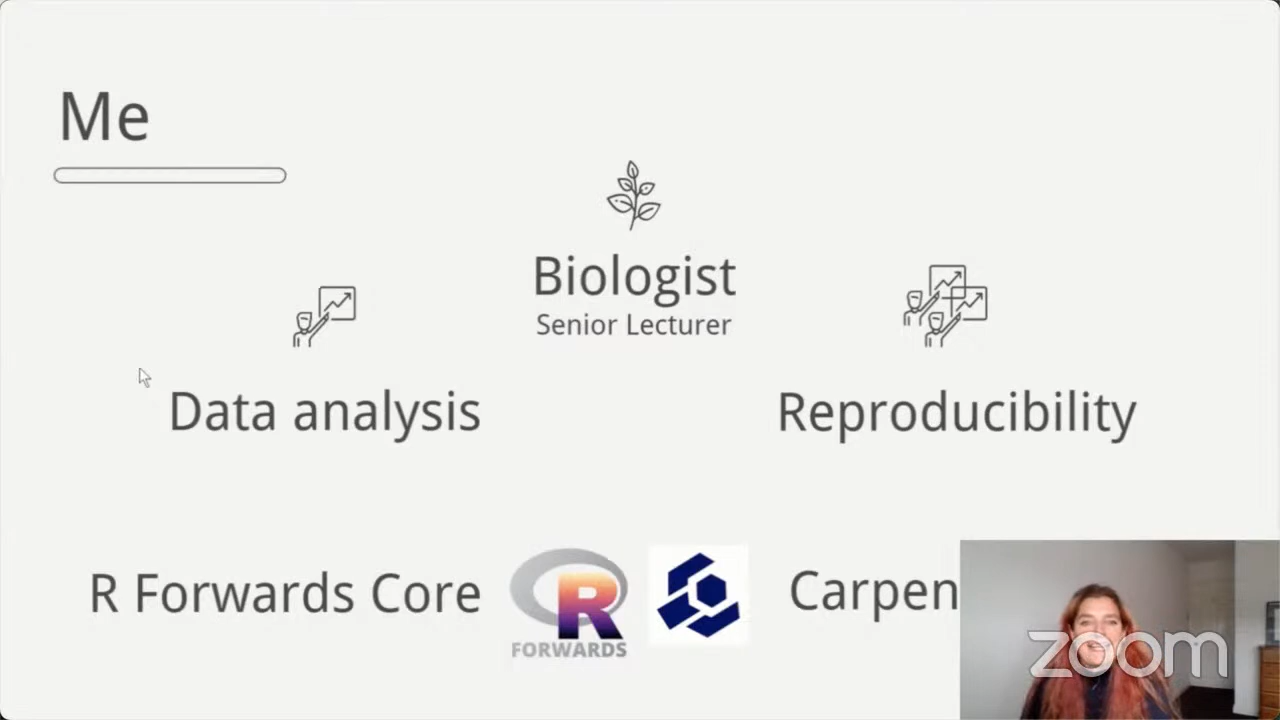 Me
Biologist
Senior Lecturer
Data analysis
Reproducibility
R Forwards Core
R
FORWARDS
Carpen
zoom